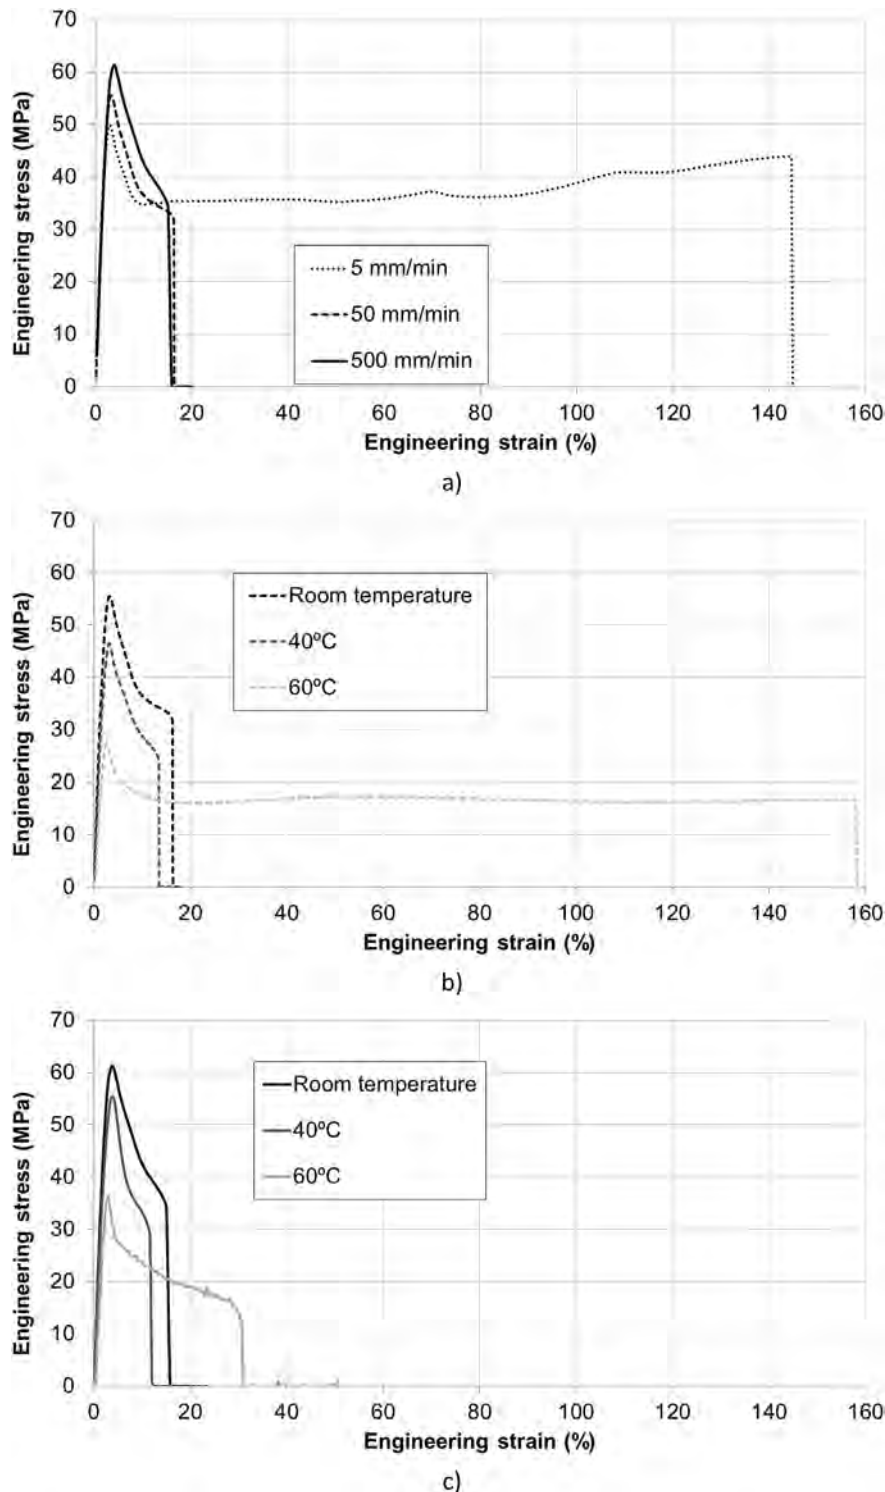 70
60
50
40
30
20
10
0
Engineering stress (MPa)
5 mm/min
50 mm/min
500 mm/min
0 20 40 60 80 100 120 140 160
Engineering strain (%)
a)
70
60
50
40
30
20
10
0
Engineering stress (MPa)
Room temperature
40ºC
60ºC
0 20 40 60 80 100 120 140 160
Engineering strain (%)
b)
70
60
50
40
30
20
10
0
Engineering stress (MPa)
Room temperature
40ºC
60ºC
0 20 40 60 80 100 120 140 160
Engineering strain (%)
c)